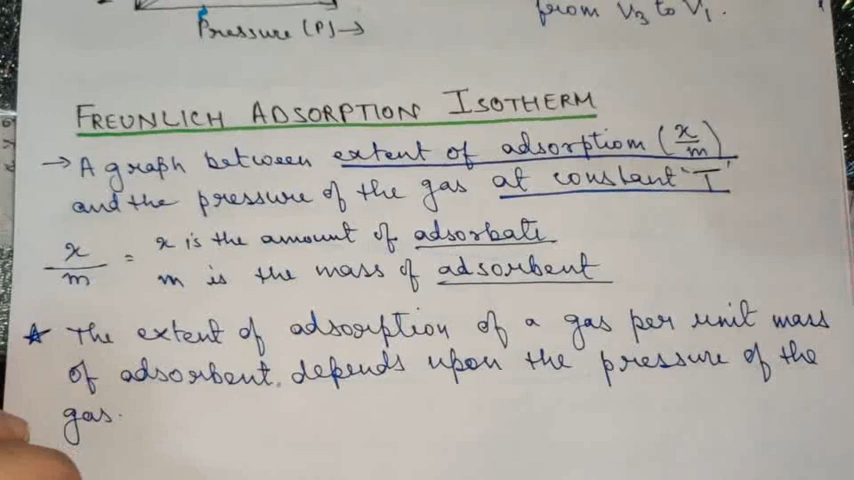 Pressure (P)→
from V3 to V1.
FREUNLICH ADSORPTION ISOTHERM
→ A graph between extent of adsorption (x/m)
and the pressure of the gas at constant 'T'
x/m = x is the amount of adsorbate
m is the mass of adsorbent
★ The extent of adsorption of a gas per unit mass
of adsorbent depends upon the pressure of the
gas.